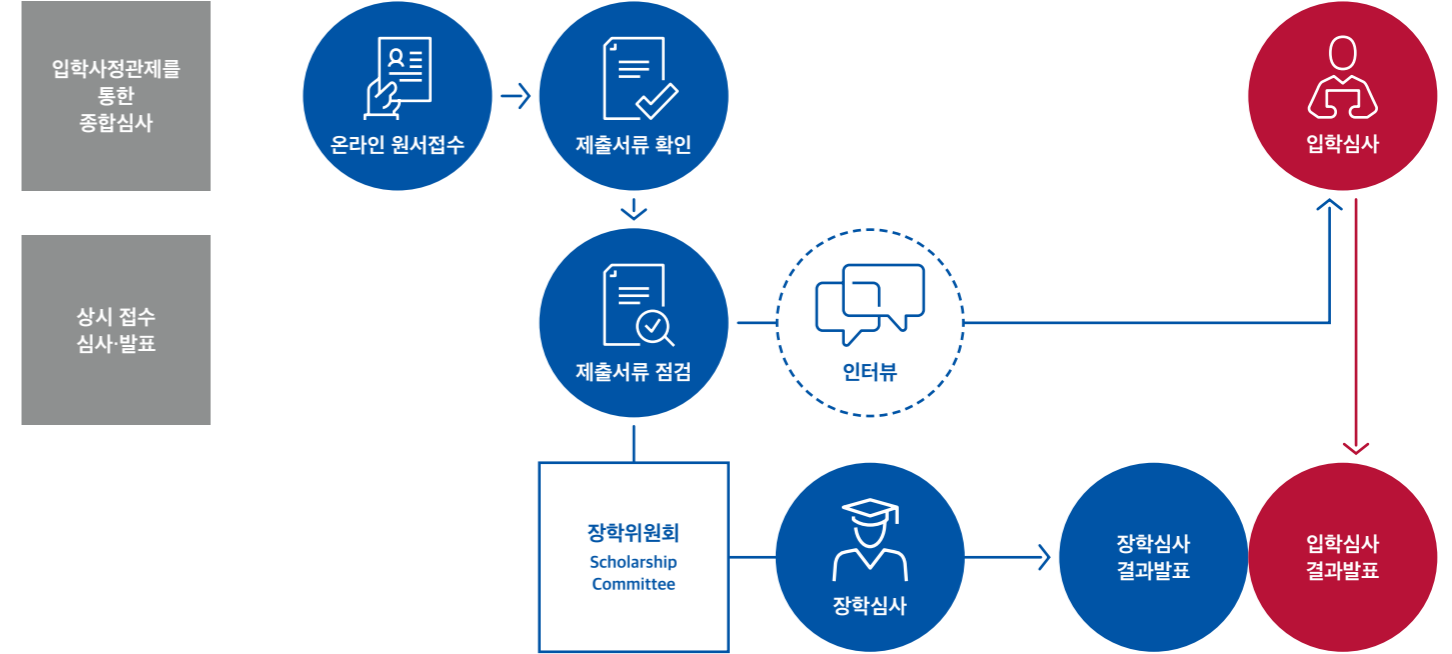 입학사정관제를
통한
종합심사
온라인 원서접수
제출서류 확인
입학심사
상시 접수
심사·발표
제출서류 점검
인터뷰
장학위원회
Scholarship
Committee
장학심사
장학심사
결과발표
입학심사
결과발표